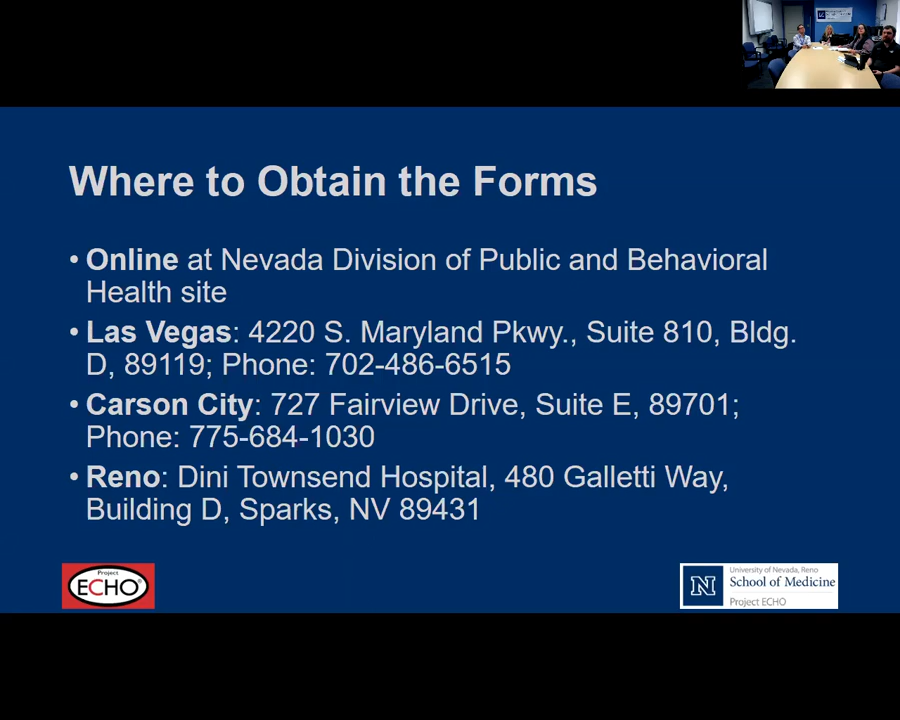 Where to Obtain the Forms
• Online at Nevada Division of Public and Behavioral
Health site
• Las Vegas: 4220 S. Maryland Pkwy., Suite 810, Bldg.
D, 89119; Phone: 702-486-6515
• Carson City: 727 Fairview Drive, Suite E, 89701;
Phone: 775-684-1030
• Reno: Dini Townsend Hospital, 480 Galletti Way,
Building D, Sparks, NV 89431
Project
ECHO®
University of Nevada, Reno
N School of Medicine
Project ECHO